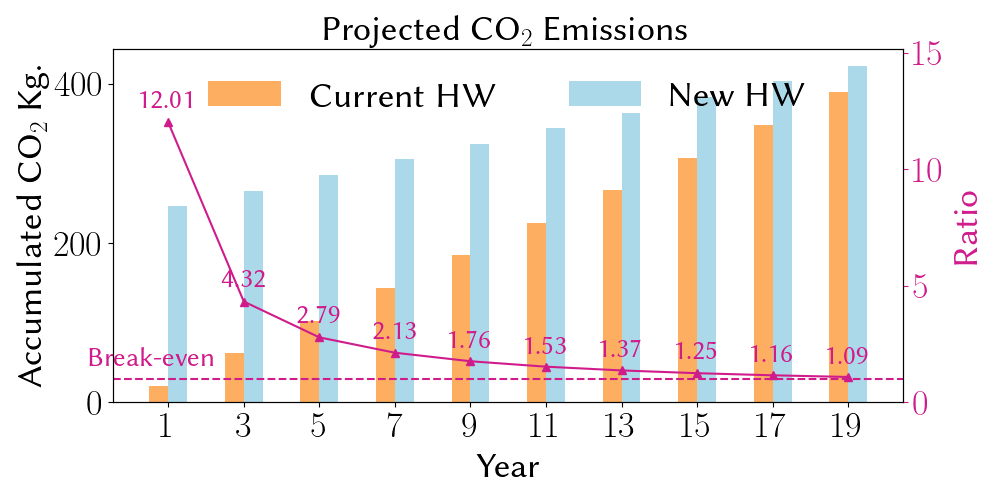 Projected CO₂ Emissions
Accumulated CO₂ Kg.
400
200
0
Current HW
New HW
12.01
4.32
2.79
2.13
1.76
1.53
1.37
1.25
1.16
1.09
Break-even
15
10
5
0
Ratio
1 3 5 7 9 11 13 15 17 19
Year